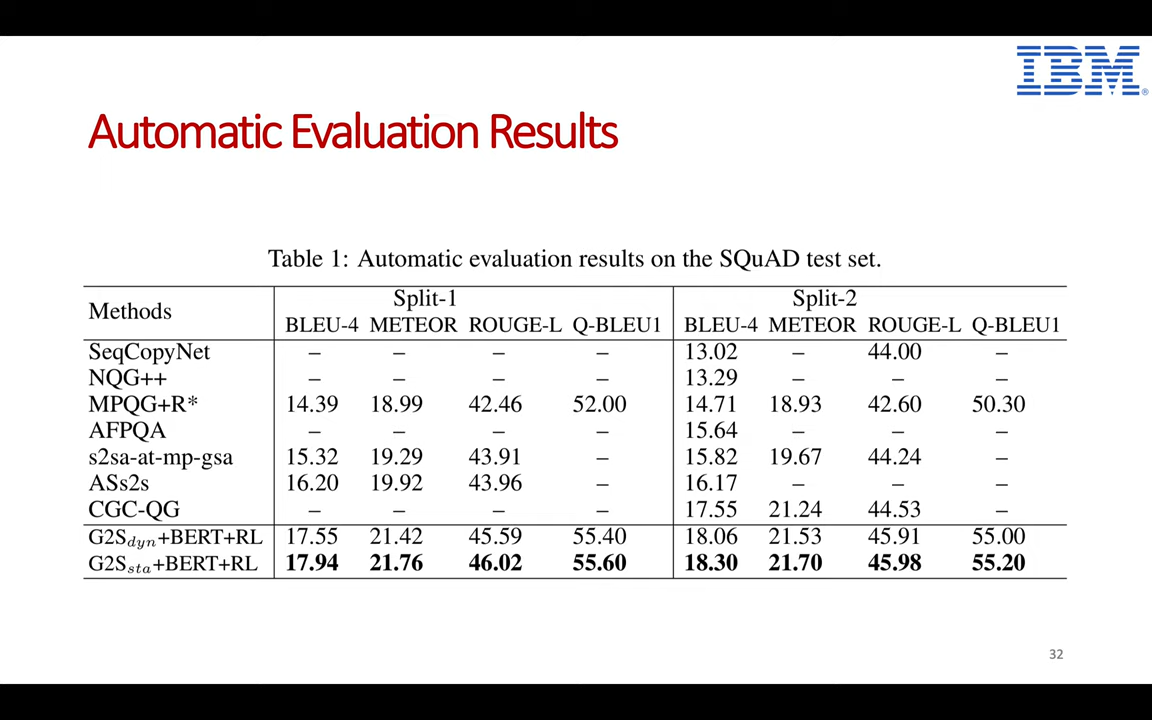 IBM®
Automatic Evaluation Results
Table 1: Automatic evaluation results on the SQuAD test set.
Methods Split-1 Split-2
BLEU-4 METEOR ROUGE-L Q-BLEU1 BLEU-4 METEOR ROUGE-L Q-BLEU1
SeqCopyNet – – – – 13.02 – 44.00 –
NQG++ – – – – 13.29 – – –
MPQG+R* 14.39 18.99 42.46 52.00 14.71 18.93 42.60 50.30
AFPQA – – – – 15.64 – – –
s2sa-at-mp-gsa 15.32 19.29 43.91 – 15.82 19.67 44.24 –
ASs2s 16.20 19.92 43.96 – 16.17 – – –
CGC-QG – – – – 17.55 21.24 44.53 –
G2Sdyn+BERT+RL 17.55 21.42 45.59 55.40 18.06 21.53 45.91 55.00
G2Ssta+BERT+RL 17.94 21.76 46.02 55.60 18.30 21.70 45.98 55.20
32